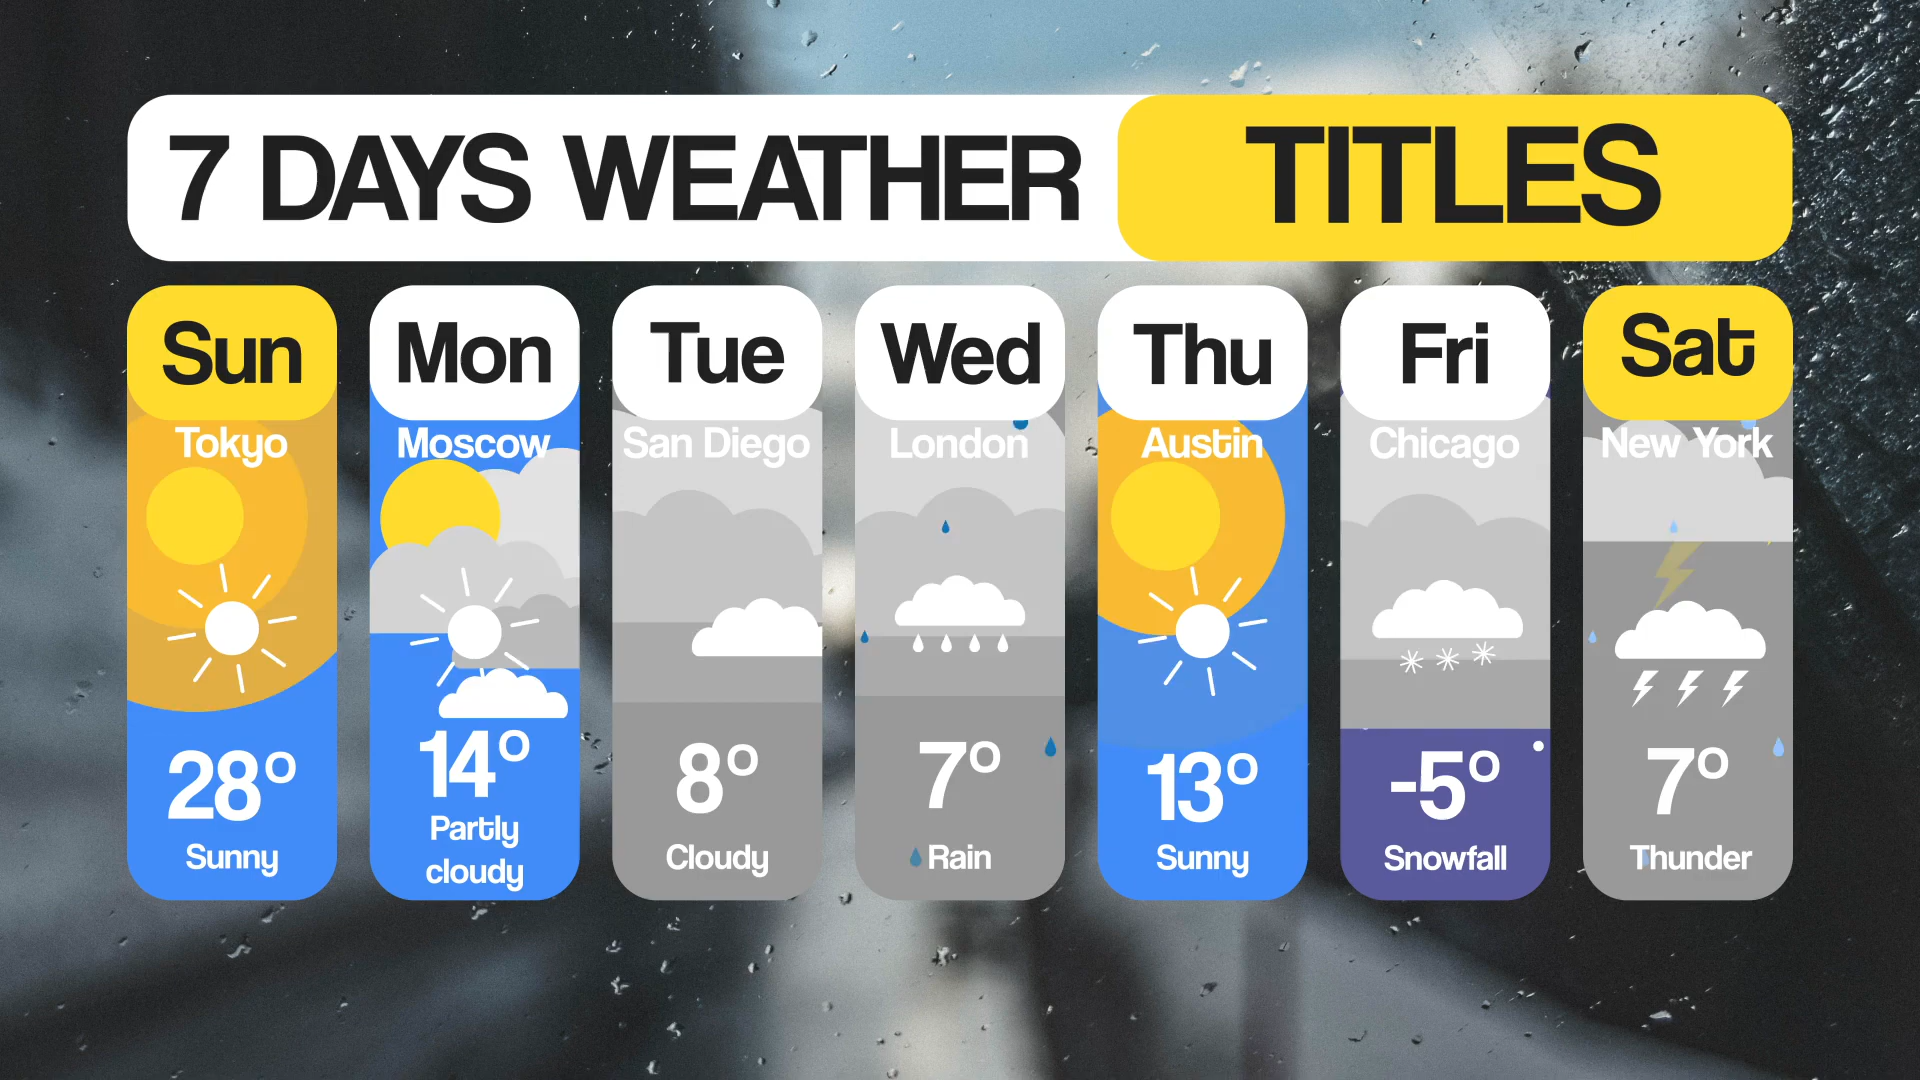 7 DAYS WEATHER TITLES
Sun
Tokyo
28°
Sunny
Mon
Moscow
14°
Partly
cloudy
Tue
San Diego
8°
Cloudy
Wed
London
7°
Rain
Thu
Austin
13°
Sunny
Fri
Chicago
-5°
Snowfall
Sat
New York
7°
Thunder